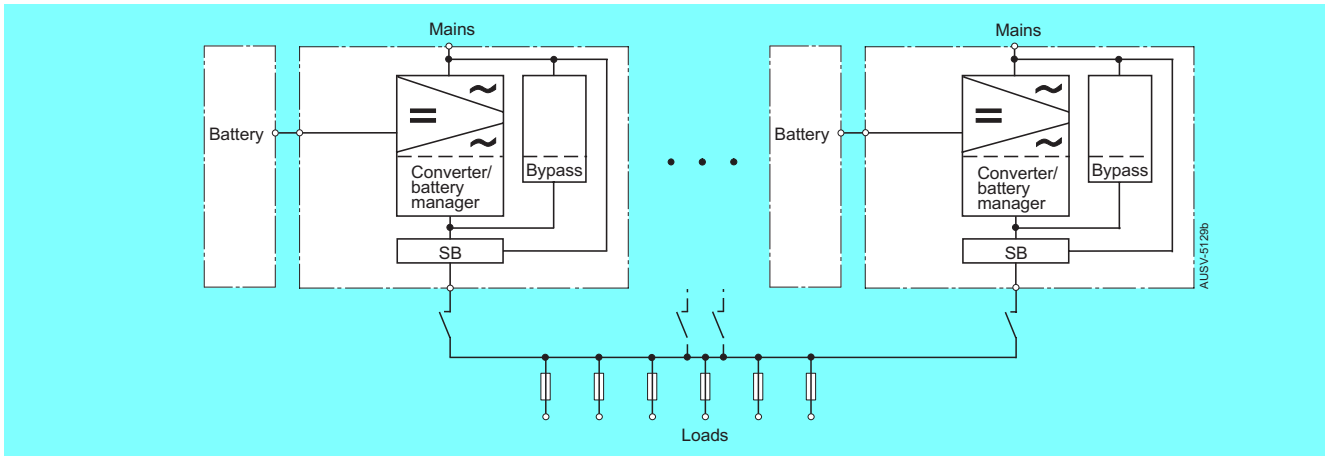 Mains
Mains
Battery
Battery
Converter/
battery
manager
Bypass
Converter/
battery
manager
Bypass
SB
SB
AUSV-5129b
Loads